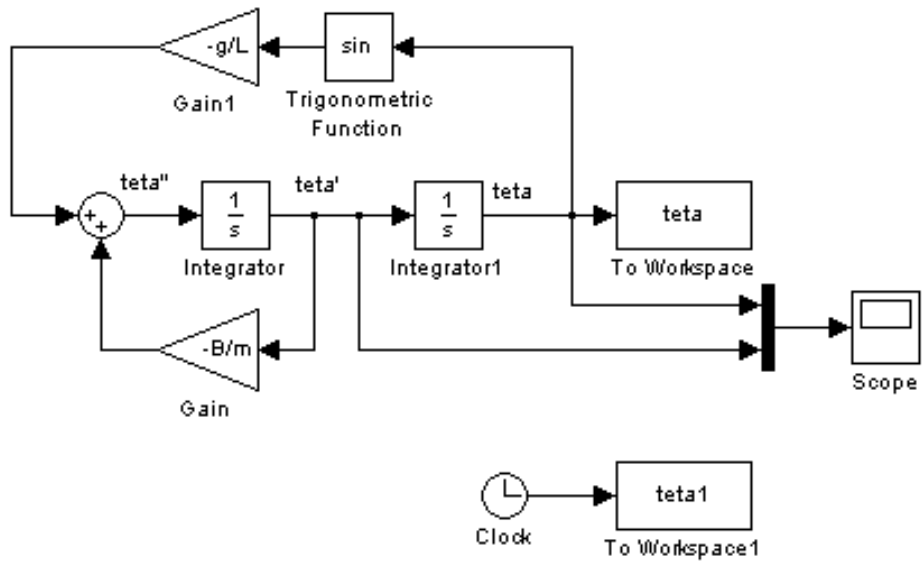 -g/L
sin
Gain1
Trigonometric
Function
teta"
1
s
teta'
1
s
teta
teta
+
+
Integrator
Integrator1
To Workspace
-B/m
Gain
Scope
teta1
Clock
To Workspace1